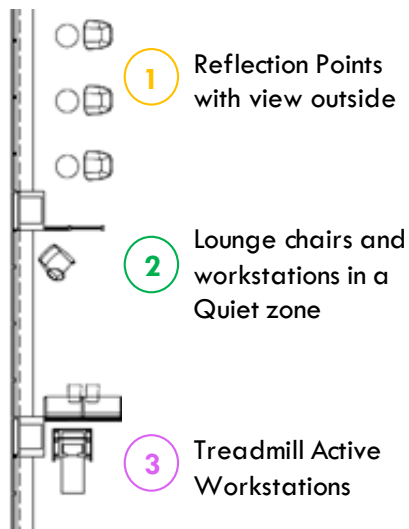 1
Reflection Points
with view outside
2
Lounge chairs and
workstations in a
Quiet zone
3
Treadmill Active
Workstations